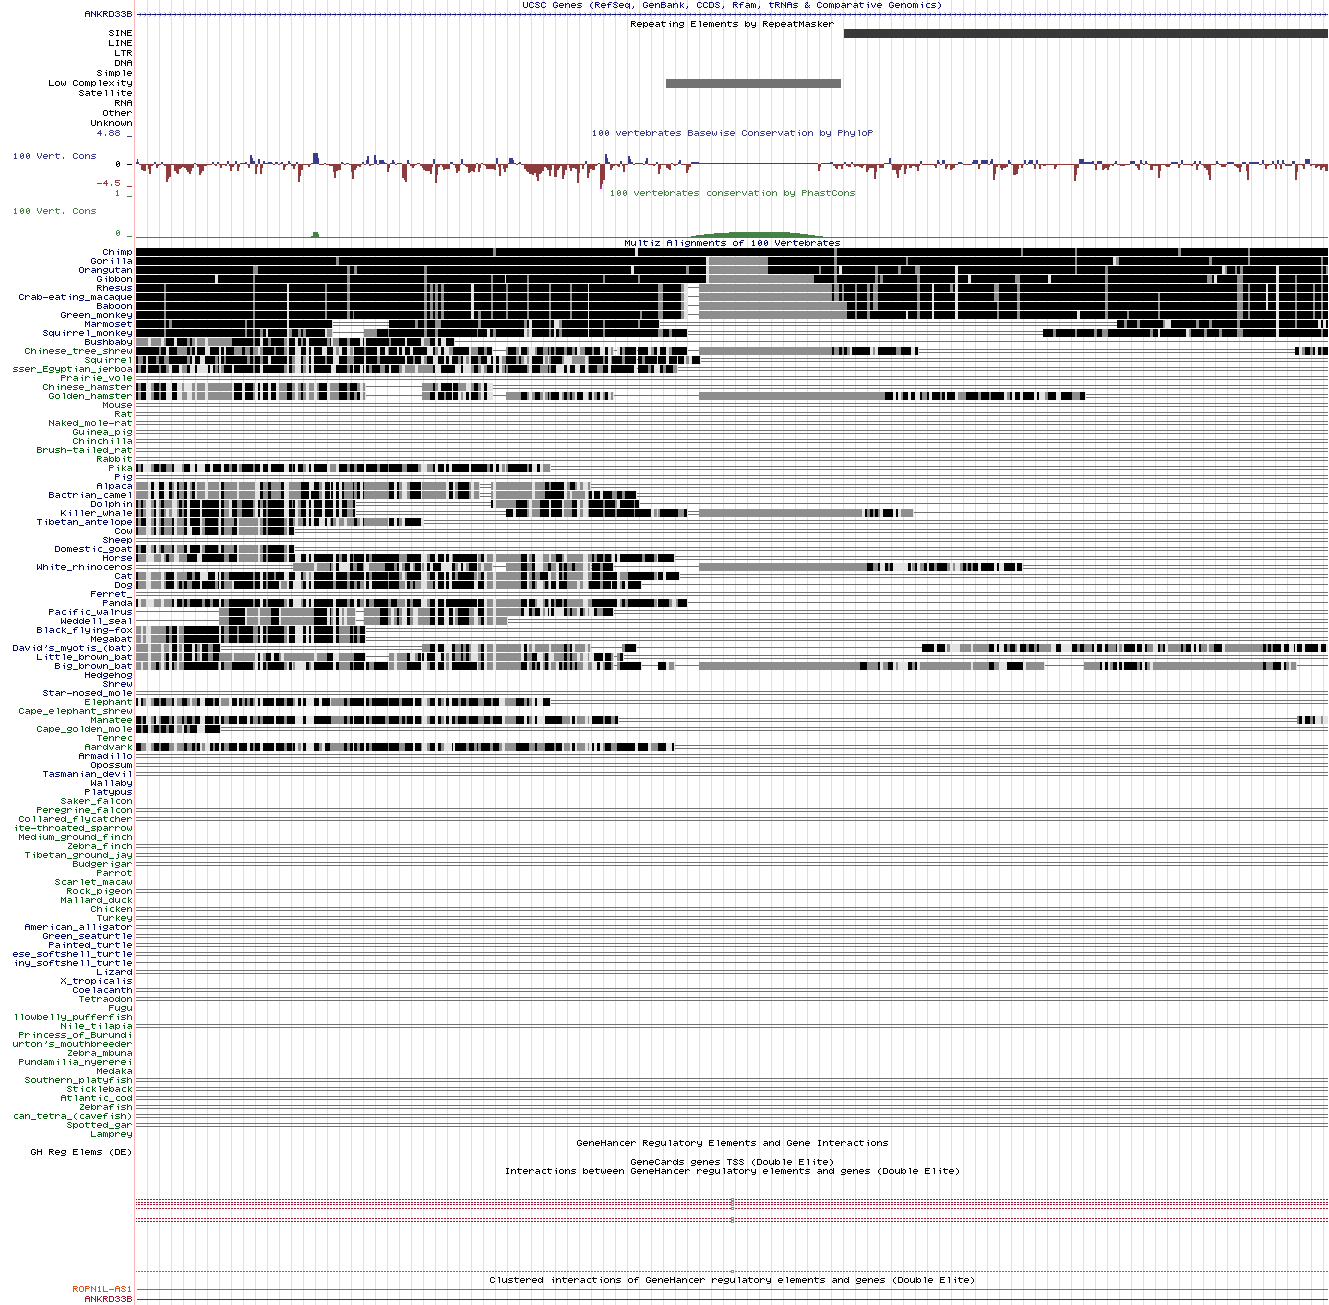 UCSC Genes (RefSeq, GenBank, CCDS, Rfam, tRNAs & Comparative Genomics)
ANKRD33B
Repeating Elements by RepeatMasker
SINE
LINE
LTR
DNA
Simple
Low Complexity
Satellite
RNA
Other
Unknown
4.88 _
100 vertebrates Basewise Conservation by PhyloP
100 Vert. Cons
0 _
-4.5 _
1 _
100 vertebrates conservation by PhastCons
100 Vert. Cons
0 _
Multiz Alignments of 100 Vertebrates
Chimp
Gorilla
Orangutan
Gibbon
Rhesus
Crab-eating_macaque
Baboon
Green_monkey
Marmoset
Squirrel_monkey
Bushbaby
Chinese_tree_shrew
Squirrel
sser_Egyptian_jerboa
Prairie_vole
Chinese_hamster
Golden_hamster
Mouse
Rat
Naked_mole-rat
Guinea_pig
Chinchilla
Brush-tailed_rat
Rabbit
Pika
Pig
Alpaca
Bactrian_camel
Dolphin
Killer_whale
Tibetan_antelope
Cow
Sheep
Domestic_goat
Horse
White_rhinoceros
Cat
Dog
Ferret_
Panda
Pacific_walrus
Weddell_seal
Black_flying-fox
Megabat
David's_myotis_(bat)
Little_brown_bat
Big_brown_bat
Hedgehog
Shrew
Star-nosed_mole
Elephant
Cape_elephant_shrew
Manatee
Cape_golden_mole
Tenrec
Aardvark
Armadillo
Opossum
Tasmanian_devil
Wallaby
Platypus
Saker_falcon
Peregrine_falcon
Collared_flycatcher
ite-throated_sparrow
Medium_ground_finch
Zebra_finch
Tibetan_ground_jay
Budgerigar
Parrot
Scarlet_macaw
Rock_pigeon
Mallard_duck
Chicken
Turkey
American_alligator
Green_seaturtle
Painted_turtle
ese_softshell_turtle
iny_softshell_turtle
Lizard
X_tropicalis
Coelacanth
Tetraodon
Fugu
llowbelly_pufferfish
Nile_tilapia
Princess_of_Burundi
urton's_mouthbreeder
Zebra_mbuna
Pundamilia_nyererei
Medaka
Southern_platyfish
Stickleback
Atlantic_cod
Zebrafish
can_tetra_(cavefish)
Spotted_gar
Lamprey
GeneHancer Regulatory Elements and Gene Interactions
GH Reg Elems (DE)
GeneCards genes TSS (Double Elite)
Interactions between GeneHancer regulatory elements and genes (Double Elite)
Clustered interactions of GeneHancer regulatory elements and genes (Double Elite)
ROPN1L-AS1
ANKRD33B